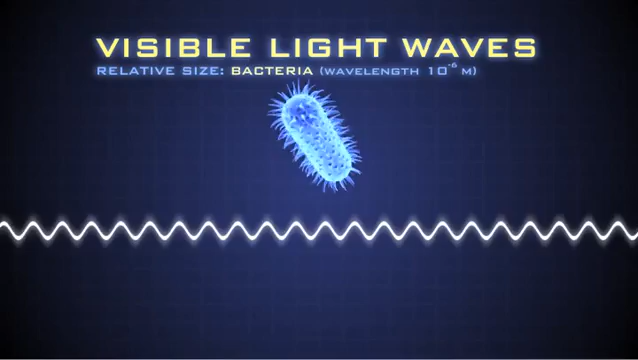 VISIBLE LIGHT WAVES
RELATIVE SIZE: BACTERIA (WAVELENGTH 10⁻⁶ M)